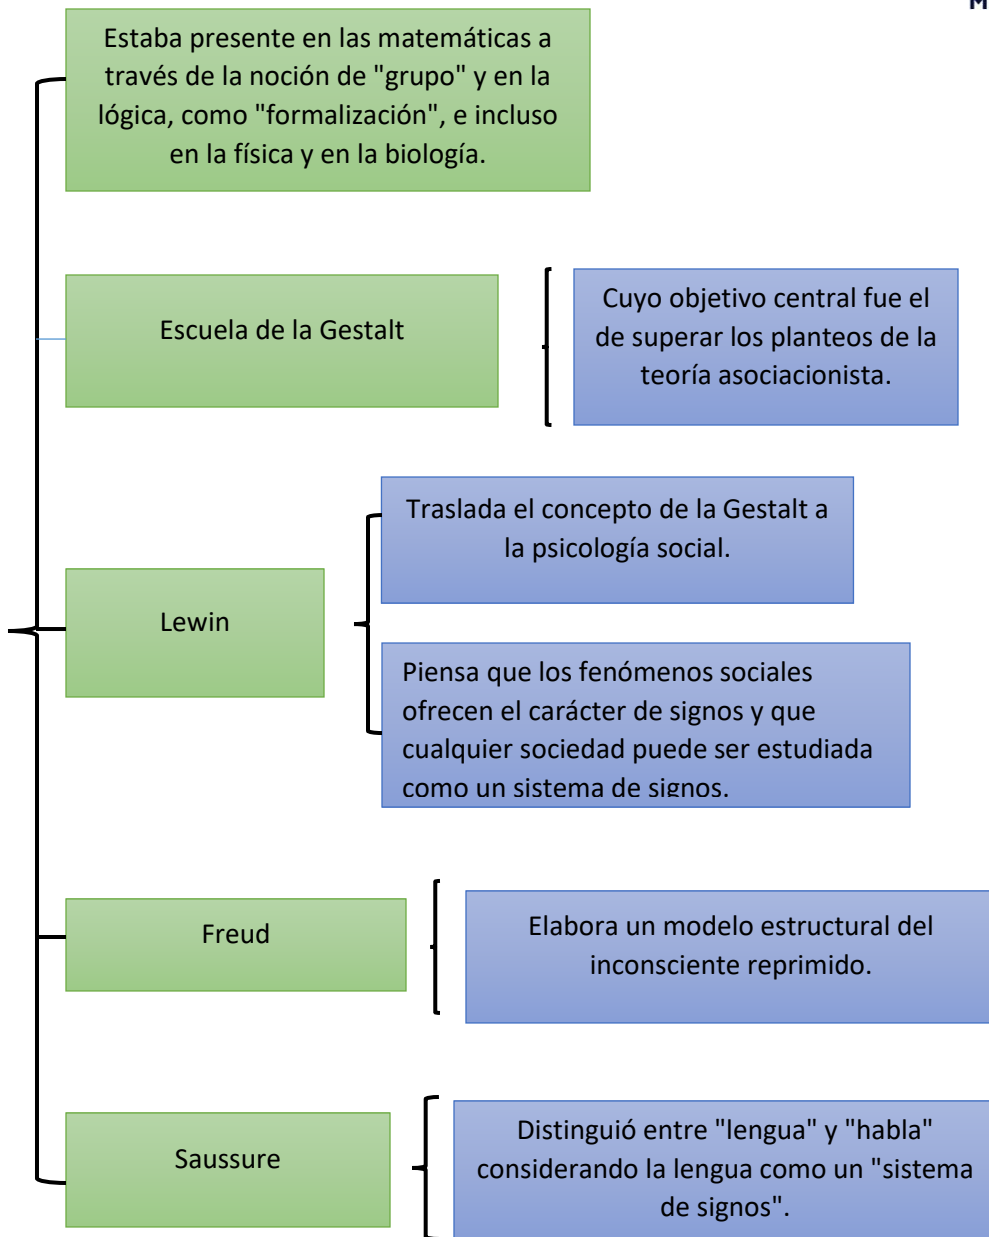 M
Estaba presente en las matemáticas a
través de la noción de "grupo" y en la
lógica, como "formalización", e incluso
en la física y en la biología.
Escuela de la Gestalt
Cuyo objetivo central fue el
de superar los planteos de la
teoría asociacionista.
Lewin
Traslada el concepto de la Gestalt a
la psicología social.
Piensa que los fenómenos sociales
ofrecen el carácter de signos y que
cualquier sociedad puede ser estudiada
como un sistema de signos.
Freud
Elabora un modelo estructural del
inconsciente reprimido.
Saussure
Distinguió entre "lengua" y "habla"
considerando la lengua como un "sistema
de signos".